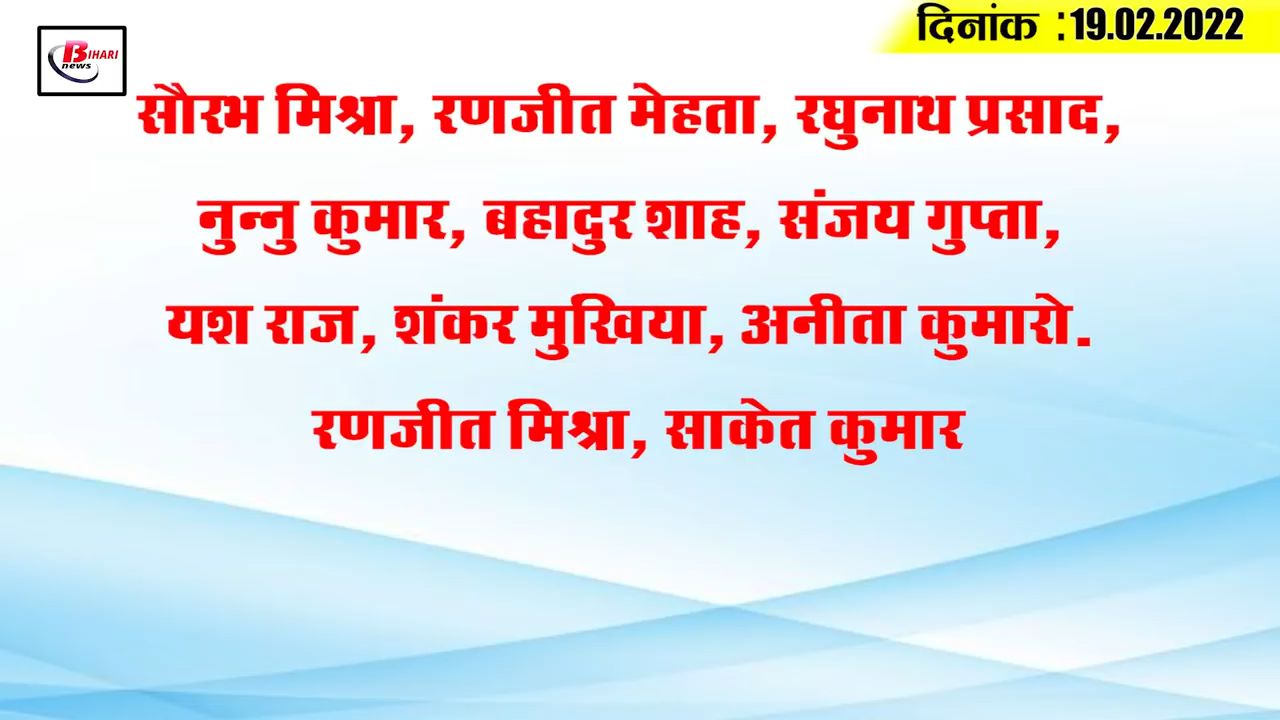 BIHARI
news
दिनांक :19.02.2022
सौरभ मिश्रा, रणजीत मेहता, रघुनाथ प्रसाद,
नुन्नु कुमार, बहादुर शाह, संजय गुप्ता,
यश राज, शंकर मुखिया, अनीता कुमारो.
रणजीत मिश्रा, साकेत कुमार